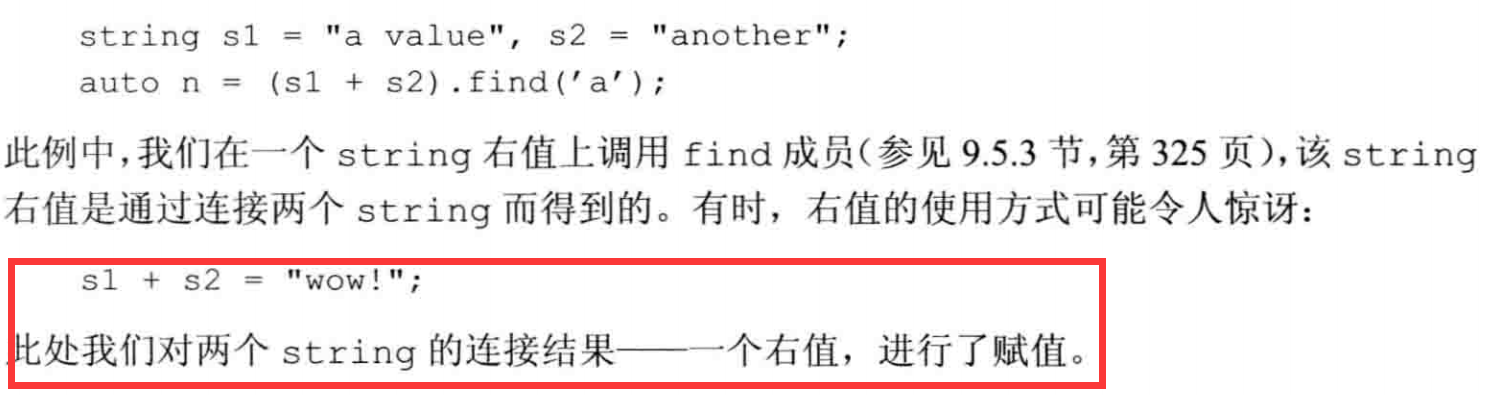 string s1 = "a value", s2 = "another";
auto n = (s1 + s2).find('a');
此例中，我们在一个 string 右值上调用 find 成员（参见 9.5.3 节，第 325 页），该 string
右值是通过连接两个 string 而得到的。有时，右值的使用方式可能令人惊讶：
s1 + s2 = "wow!";
此处我们对两个 string 的连接结果——一个右值，进行了赋值。